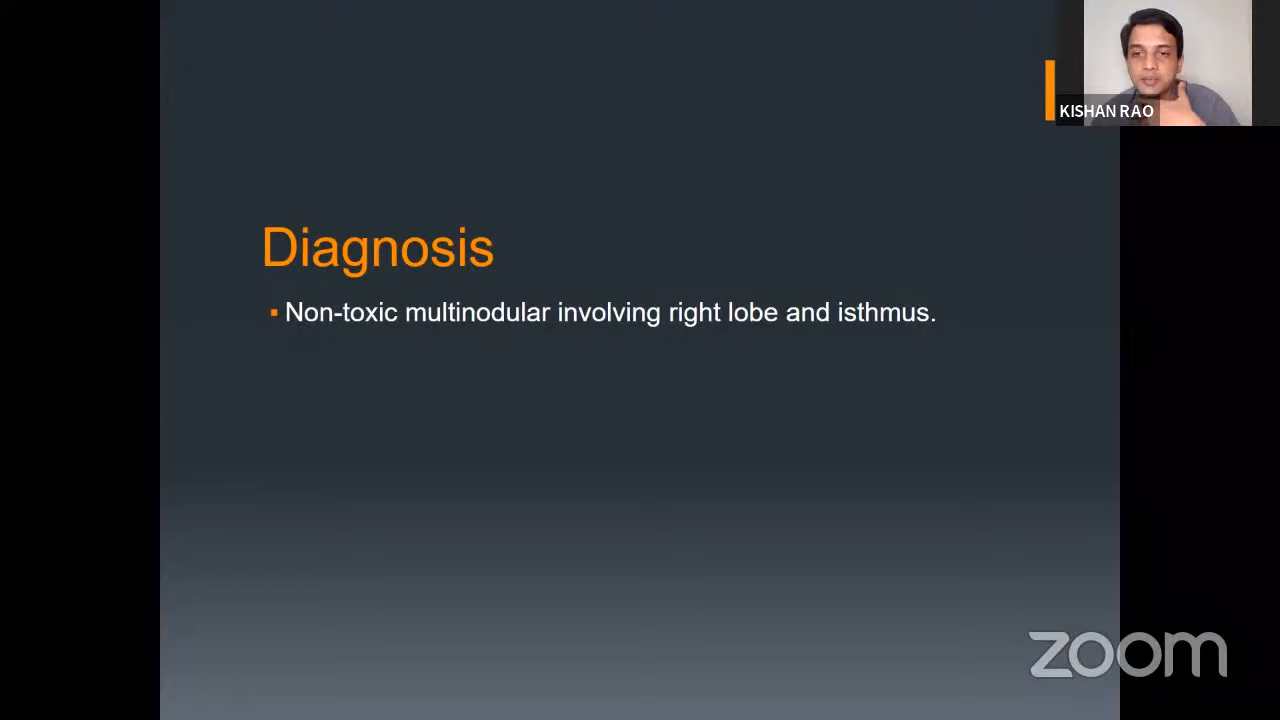 KISHAN RAO
Diagnosis
Non-toxic multinodular involving right lobe and isthmus.
zoom